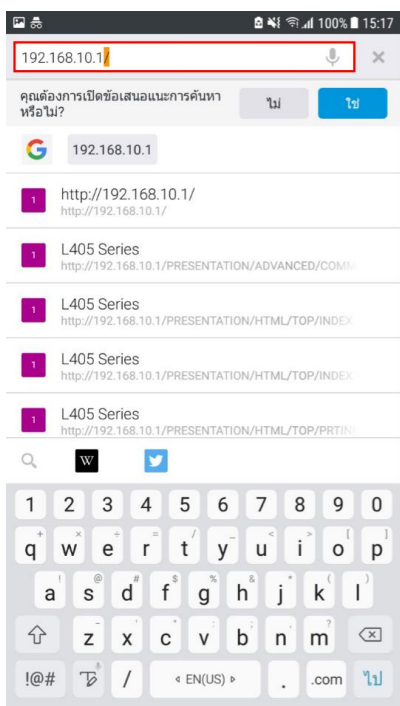 100% 15:17
192.168.10.1/
คุณต้องการเปิดข้อเสนอแนะการค้นหา
หรือไม่?
ไม่
ใช่
192.168.10.1
1
http://192.168.10.1/
http://192.168.10.1/
1
L405 Series
http://192.168.10.1/PRESENTATION/ADVANCED/COMM
1
L405 Series
http://192.168.10.1/PRESENTATION/HTML/TOP/INDEX
1
L405 Series
http://192.168.10.1/PRESENTATION/HTML/TOP/INDEX
1
L405 Series
http://192.168.10.1/PRESENTATION/HTML/TOP/PRTIN
W
1 2 3 4 5 6 7 8 9 0
+ × ÷ = / _ < > [ ]
q w e r t y u i o p
! @ # $ % & * ( )
a s d f g h j k l
- ' " : ; , ?
z x c v b n m
!@# / EN(US) . .com ไป